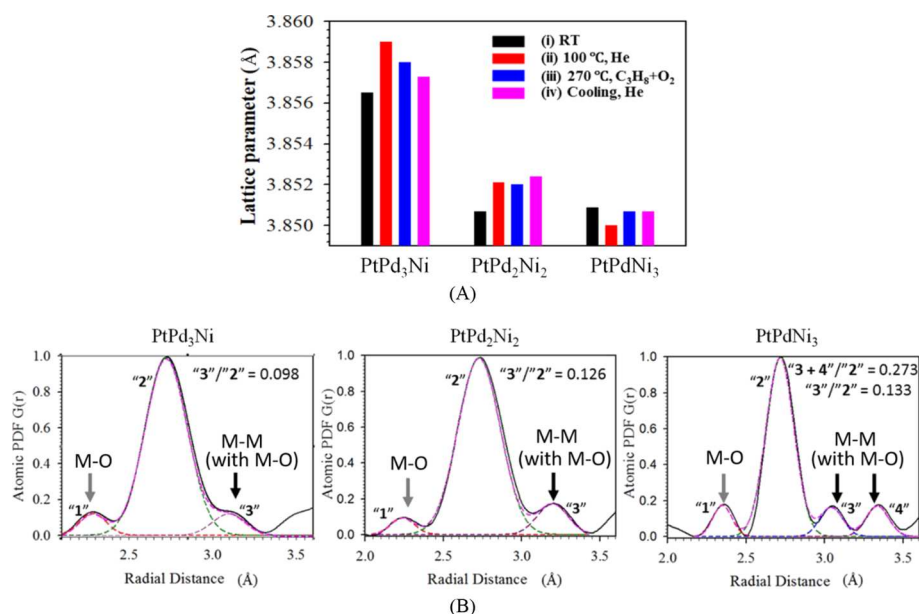 Lattice parameter (Å)
3.860
3.858
3.856
3.854
3.852
3.850
(i) RT
(ii) 100 °C, He
(iii) 270 °C, C₃H₈+O₂
(iv) Cooling, He
PtPd₃Ni
PtPd₂Ni₂
PtPdNi₃
(A)
PtPd₃Ni
Atomic PDF G(r)
1.0
0.8
0.6
0.4
0.2
0.0
"2"
"3"/"2" = 0.098
M-O
M-M
(with M-O)
"1"
"3"
2.5
3.0
3.5
Radial Distance (Å)
PtPd₂Ni₂
Atomic PDF G(r)
1.0
0.8
0.6
0.4
0.2
0.0
"2"
"3"/"2" = 0.126
M-O
M-M
(with M-O)
"1"
"3"
2.0
2.5
3.0
3.5
Radial Distance (Å)
PtPdNi₃
Atomic PDF G(r)
1.0
0.8
0.6
0.4
0.2
0.0
"2"
"3 + 4"/"2" = 0.273
"3"/"2" = 0.133
M-O
M-M
(with M-O)
"1"
"3"
"4"
2.0
2.5
3.0
3.5
Radial Distance (Å)
(B)